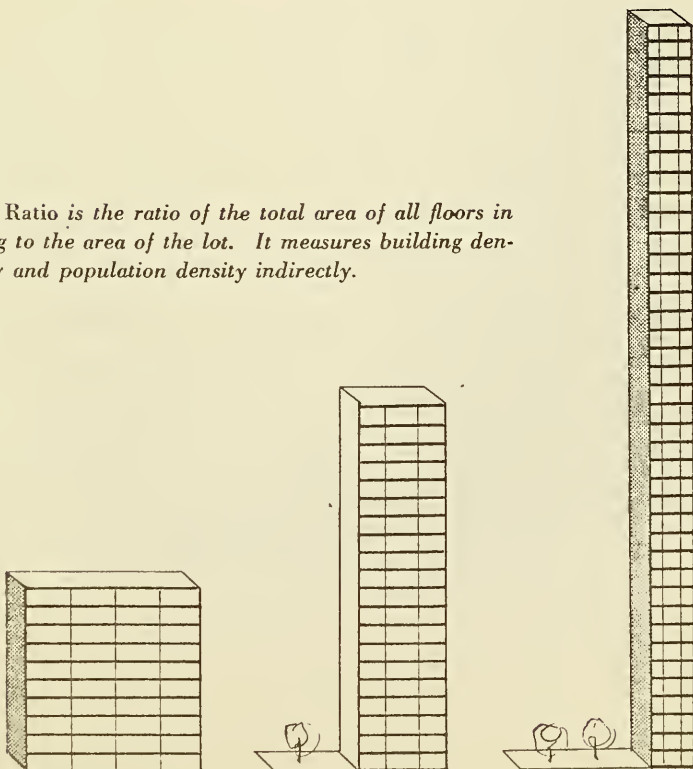 Ratio is the ratio of the total area of all floors in
g to the area of the lot. It measures building den-
and population density indirectly.